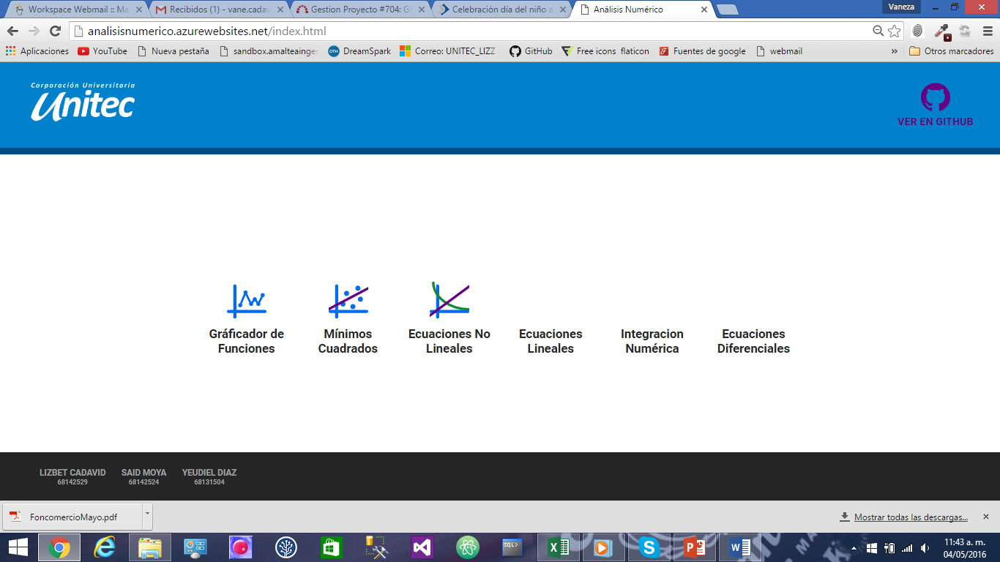 Workspace Webmail :: Ma
Recibidos (1) - vane.cadav
Gestion Proyecto #704: G
Celebración día del niño a
Análisis Numérico
Vaneza
analisisnumerico.azurewebsites.net/index.html
Aplicaciones
YouTube
Nueva pestaña
sandbox.amalteainge
OTN
DreamSpark
Correo: UNITEC_LIZZ
GitHub
Free icons flaticon
Fuentes de google
webmail
»
Otros marcadores
Corporación Universitaria
Unitec
VER EN GITHUB
Gráficador de
Funciones
Mínimos
Cuadrados
Ecuaciones No
Lineales
Ecuaciones
Lineales
Integracion
Numérica
Ecuaciones
Diferenciales
LIZBET CADAVID
68142529
SAID MOYA
68142524
YEUDIEL DIAZ
68131504
FoncomercioMayo.pdf
Mostrar todas las descargas...
SQL>
11:43 a. m.
04/05/2016